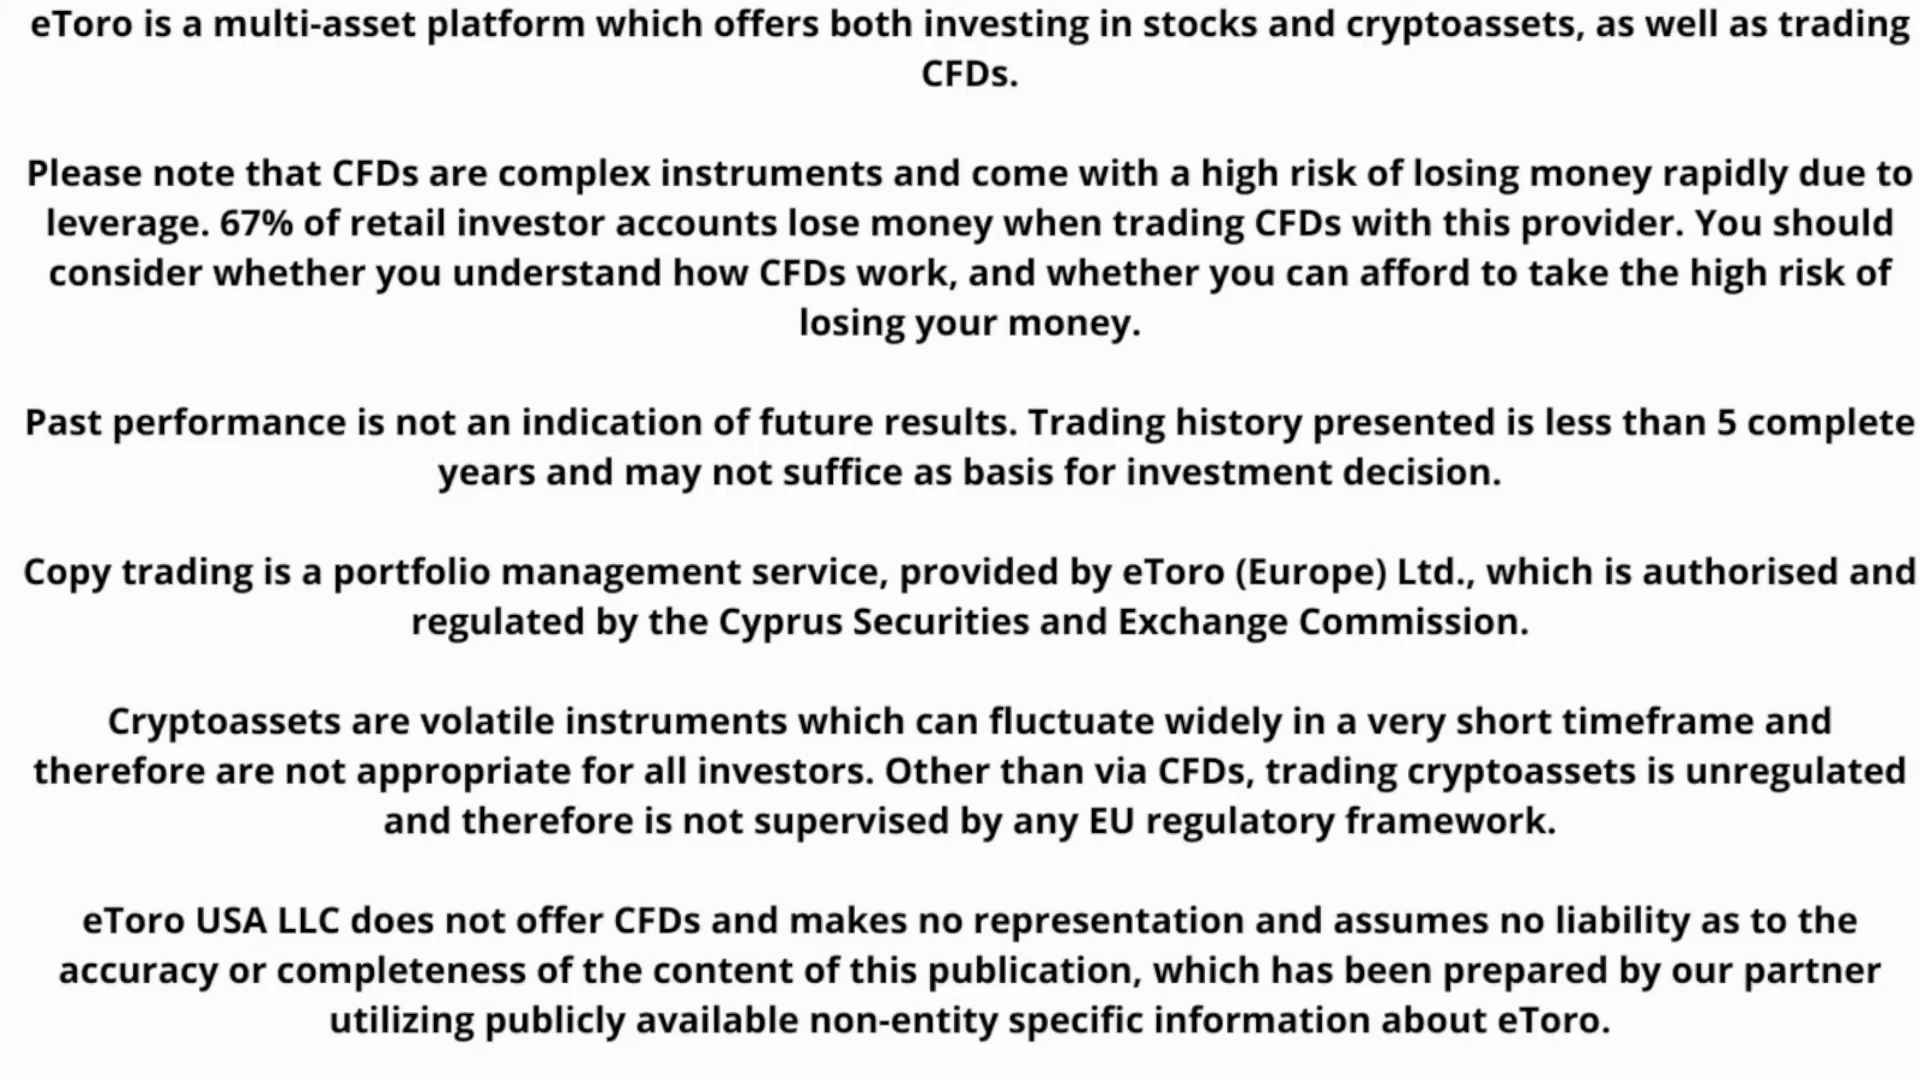 eToro is a multi-asset platform which offers both investing in stocks and cryptoassets, as well as trading
CFDs.
Please note that CFDs are complex instruments and come with a high risk of losing money rapidly due to
leverage. 67% of retail investor accounts lose money when trading CFDs with this provider. You should
consider whether you understand how CFDs work, and whether you can afford to take the high risk of
losing your money.
Past performance is not an indication of future results. Trading history presented is less than 5 complete
years and may not suffice as basis for investment decision.
Copy trading is a portfolio management service, provided by eToro (Europe) Ltd., which is authorised and
regulated by the Cyprus Securities and Exchange Commission.
Cryptoassets are volatile instruments which can fluctuate widely in a very short timeframe and
therefore are not appropriate for all investors. Other than via CFDs, trading cryptoassets is unregulated
and therefore is not supervised by any EU regulatory framework.
eToro USA LLC does not offer CFDs and makes no representation and assumes no liability as to the
accuracy or completeness of the content of this publication, which has been prepared by our partner
utilizing publicly available non-entity specific information about eToro.